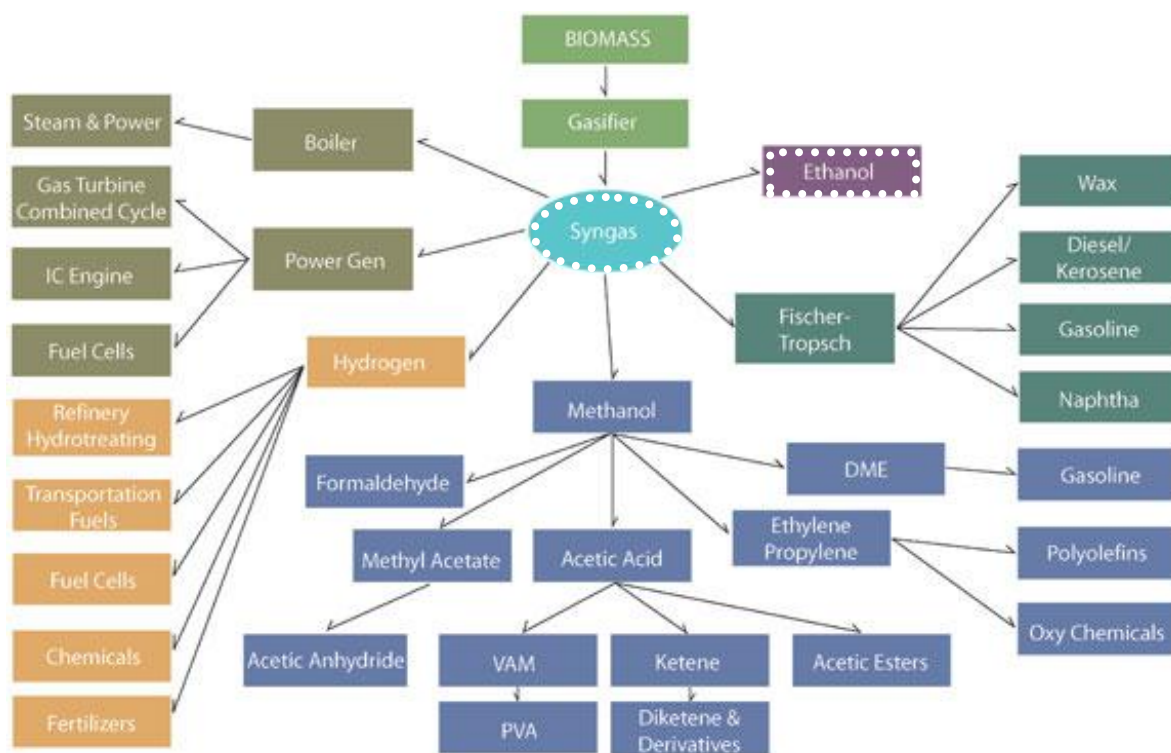 BIOMASS
Gasifier
Steam & Power
Boiler
Ethanol
Gas Turbine
Combined Cycle
Syngas
Wax
Power Gen
IC Engine
Diesel/
Kerosene
Fischer-
Tropsch
Gasoline
Fuel Cells
Hydrogen
Naphtha
Methanol
Refinery
Hydrotreating
DME
Gasoline
Formaldehyde
Transportation
Fuels
Ethylene
Propylene
Methyl Acetate
Acetic Acid
Polyolefins
Fuel Cells
Oxy Chemicals
Chemicals
Acetic Anhydride
VAM
Ketene
Acetic Esters
Fertilizers
PVA
Diketene &
Derivatives